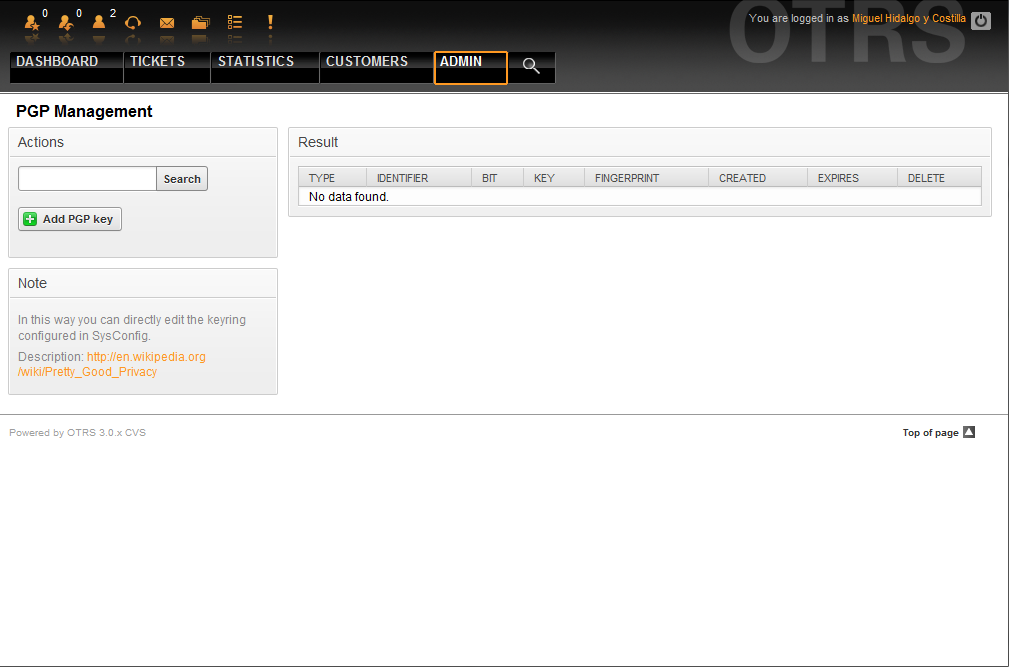 0 0 2
You are logged in as Miguel Hidalgo y Costilla
OTRS
DASHBOARD TICKETS STATISTICS CUSTOMERS ADMIN
PGP Management
Actions
Search
Add PGP key
Note
In this way you can directly edit the keyring
configured in SysConfig.
Description: http://en.wikipedia.org
/wiki/Pretty_Good_Privacy
Result
TYPE IDENTIFIER BIT KEY FINGERPRINT CREATED EXPIRES DELETE
No data found.
Powered by OTRS 3.0.x CVS
Top of page